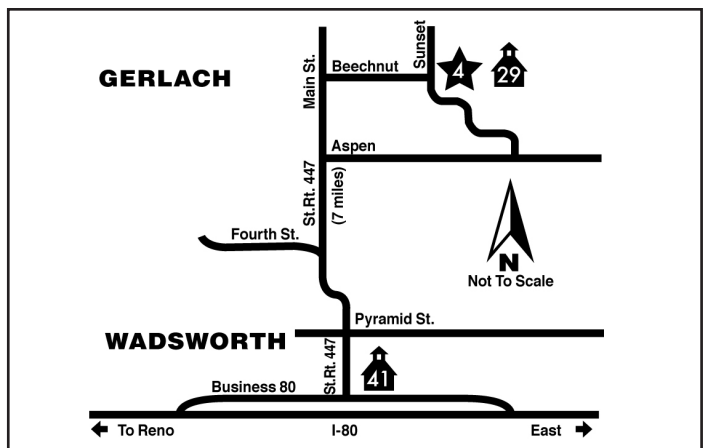 Sunset
Beechnut
4
29
GERLACH
Main St.
Aspen
St.Rt. 447
(7 miles)
Fourth St.
N
Not To Scale
Pyramid St.
WADSWORTH
St.Rt. 447
41
Business 80
To Reno
I-80
East